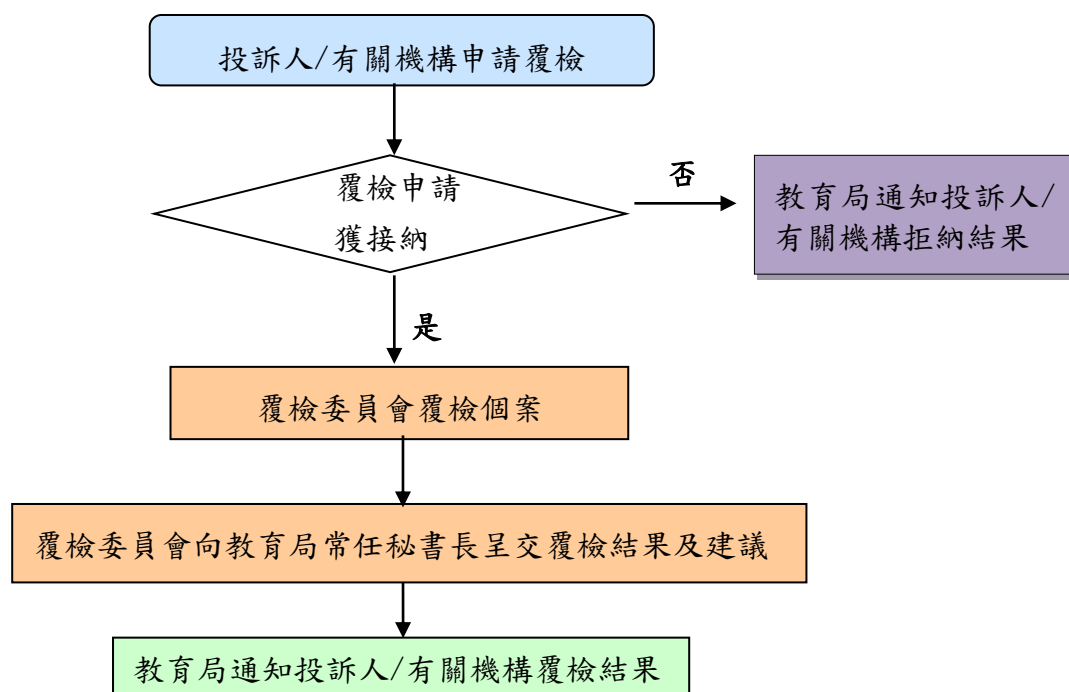 投訴人/有關機構申請覆檢
覆檢申請
獲接納
否
教育局通知投訴人/
有關機構拒納結果
是
覆檢委員會覆檢個案
覆檢委員會向教育局常任秘書長呈交覆檢結果及建議
教育局通知投訴人/有關機構覆檢結果